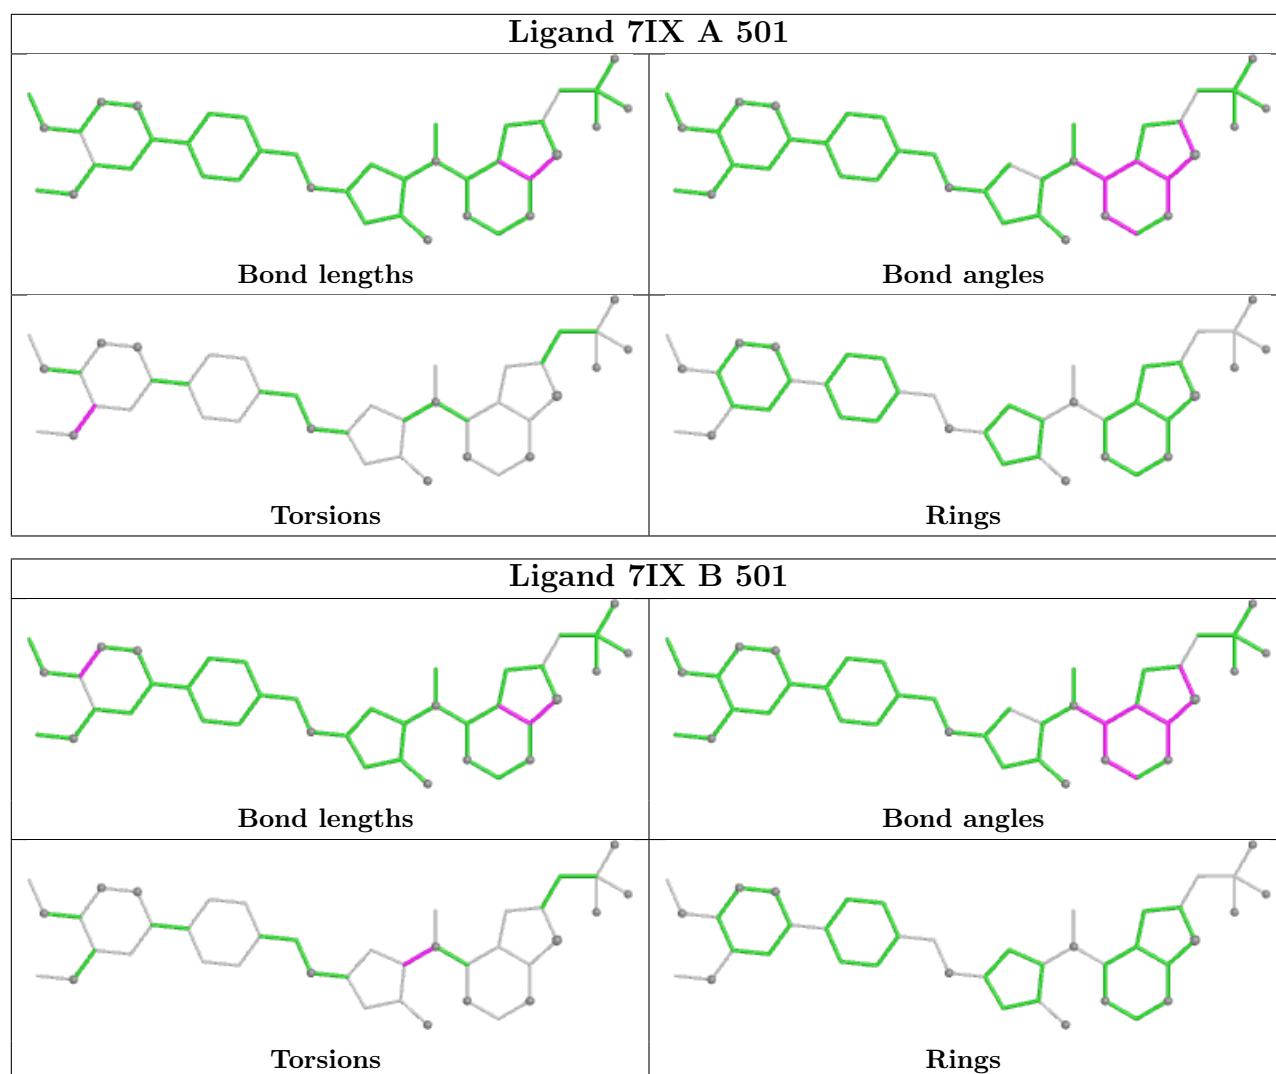 Ligand 7IX A 501
Bond lengths
Bond angles
Torsions
Rings
Ligand 7IX B 501
Bond lengths
Bond angles
Torsions
Rings